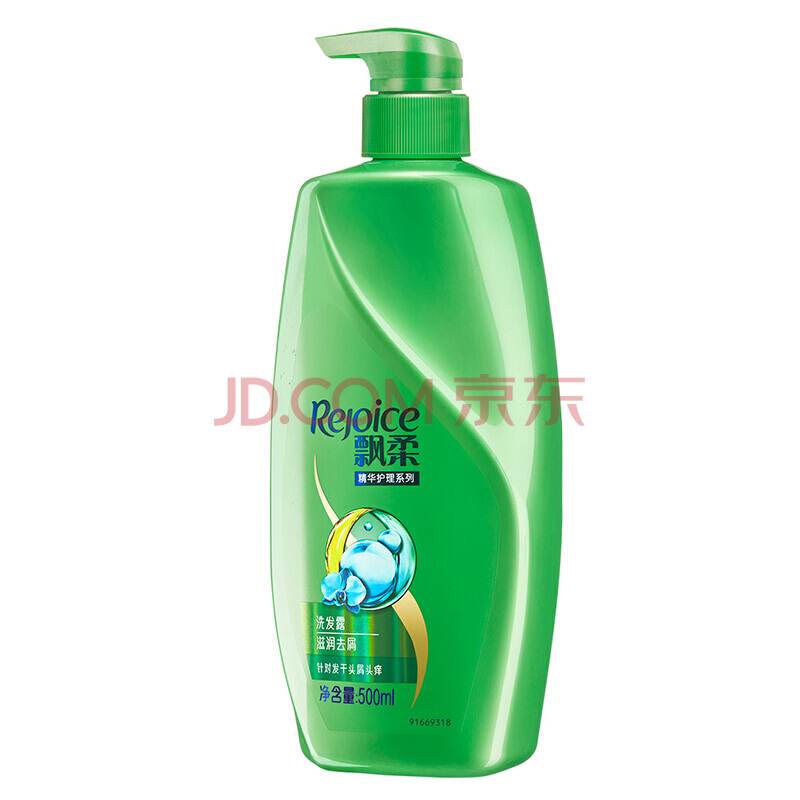 JD.COM 京东
Rejoice
飘柔
精华护理系列
洗发露
滋润去屑
针对发干头屑头痒
净含量:500ml
91669318